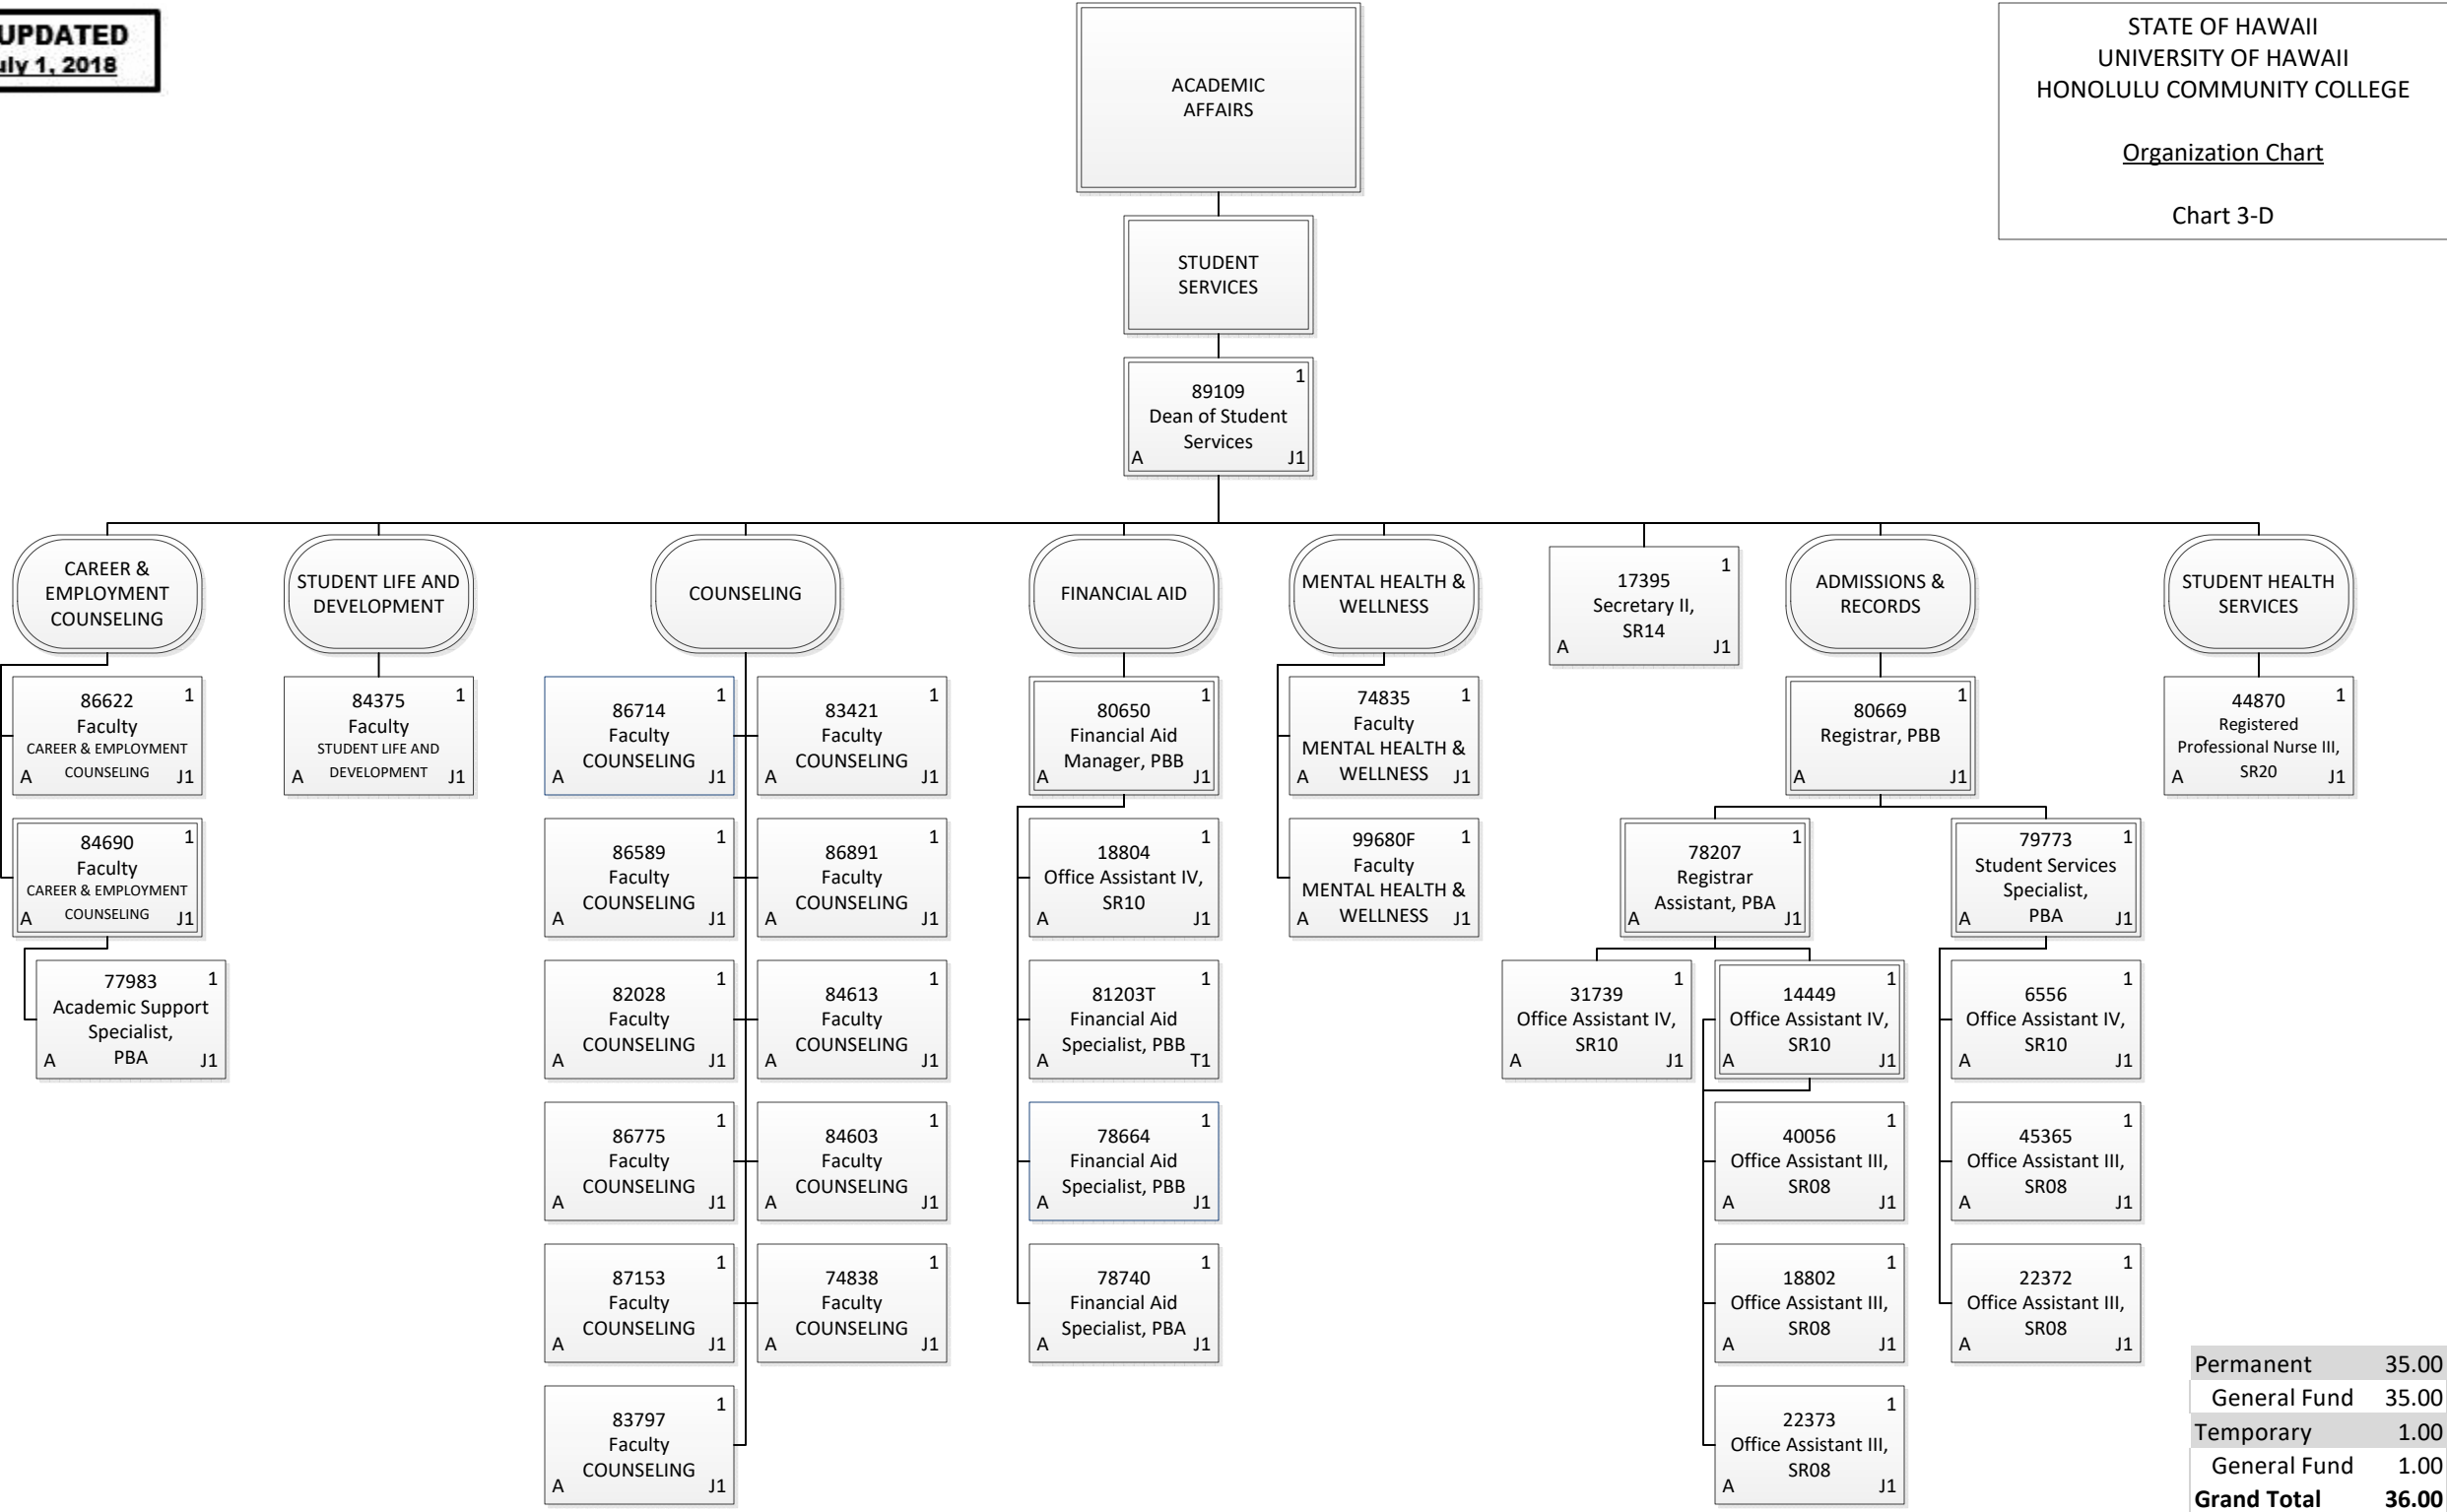 UPDATED
uly 1, 2018
STATE OF HAWAII
UNIVERSITY OF HAWAII
HONOLULU COMMUNITY COLLEGE
Organization Chart
Chart 3-D
ACADEMIC
AFFAIRS
STUDENT
SERVICES
1
89109
Dean of Student
Services
A J1
CAREER &
EMPLOYMENT
COUNSELING
86622 1
Faculty
CAREER & EMPLOYMENT
COUNSELING
A J1
84690 1
Faculty
CAREER & EMPLOYMENT
COUNSELING
A J1
77983 1
Academic Support
Specialist,
PBA
A J1
STUDENT LIFE AND
DEVELOPMENT
84375 1
Faculty
STUDENT LIFE AND
DEVELOPMENT
A J1
COUNSELING
1
86714
Faculty
COUNSELING
A J1
1
83421
Faculty
COUNSELING
A J1
1
86589
Faculty
COUNSELING
A J1
1
86891
Faculty
COUNSELING
A J1
1
82028
Faculty
COUNSELING
A J1
1
84613
Faculty
COUNSELING
A J1
1
86775
Faculty
COUNSELING
A J1
1
84603
Faculty
COUNSELING
A J1
1
87153
Faculty
COUNSELING
A J1
1
74838
Faculty
COUNSELING
A J1
1
83797
Faculty
COUNSELING
A J1
FINANCIAL AID
1
80650
Financial Aid
Manager, PBB
A J1
1
18804
Office Assistant IV,
SR10
A J1
1
81203T
Financial Aid
Specialist, PBB
A T1
1
78664
Financial Aid
Specialist, PBB
A J1
1
78740
Financial Aid
Specialist, PBA
A J1
MENTAL HEALTH &
WELLNESS
74835 1
Faculty
MENTAL HEALTH &
WELLNESS
A J1
99680F 1
Faculty
MENTAL HEALTH &
WELLNESS
A J1
1
17395
Secretary II,
SR14
A J1
ADMISSIONS &
RECORDS
1
80669
Registrar, PBB
A J1
1
78207
Registrar
Assistant, PBA
A J1
79773 1
Student Services
Specialist,
PBA
A J1
1
31739
Office Assistant IV,
SR10
A J1
1
14449
Office Assistant IV,
SR10
A J1
1
6556
Office Assistant IV,
SR10
A J1
1
40056
Office Assistant III,
SR08
A J1
1
45365
Office Assistant III,
SR08
A J1
1
18802
Office Assistant III,
SR08
A J1
1
22372
Office Assistant III,
SR08
A J1
1
22373
Office Assistant III,
SR08
A J1
STUDENT HEALTH
SERVICES
44870 1
Registered
Professional Nurse III,
SR20
A J1
Permanent 35.00
General Fund 35.00
Temporary 1.00
General Fund 1.00
Grand Total 36.00